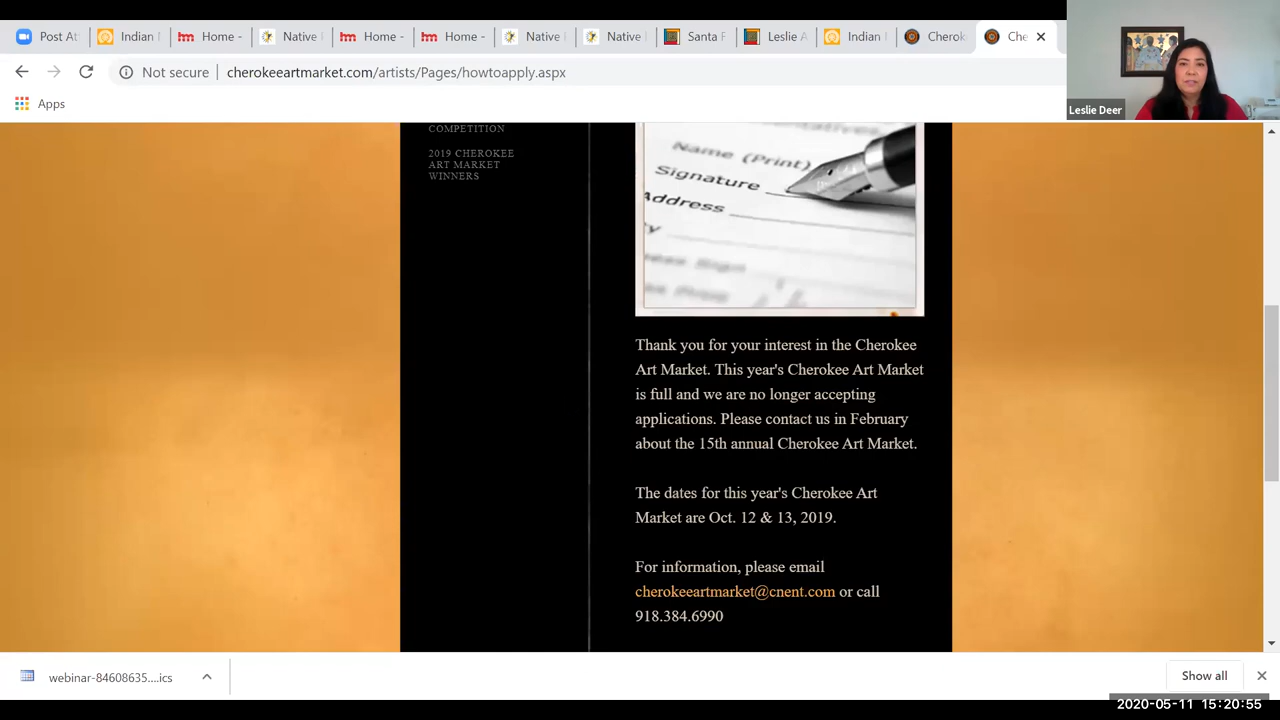 Post At
Indian
Home -
Native
Home -
Home -
Native
Native
Santa F
Leslie
Indian
Cherok
Che
Not secure
cherokeeartmarket.com/artists/Pages/howtoapply.aspx
Apps
Leslie Deer
COMPETITION
2019 CHEROKEE
ART MARKET
WINNERS
Name (Print)
Signature
Address
Thank you for your interest in the Cherokee
Art Market. This year's Cherokee Art Market
is full and we are no longer accepting
applications. Please contact us in February
about the 15th annual Cherokee Art Market.
The dates for this year's Cherokee Art
Market are Oct. 12 & 13, 2019.
For information, please email
cherokeeartmarket@cnent.com or call
918.384.6990
webinar-84608635....ics
Show all
2020-05-11 15:20:55